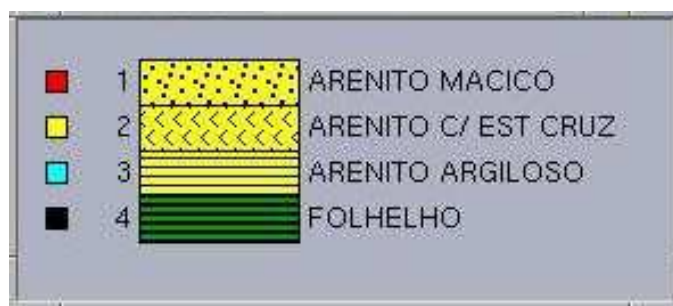 1 ARENITO MACICO
2 ARENITO C/ EST CRUZ
3 ARENITO ARGILOSO
4 FOLHELHO